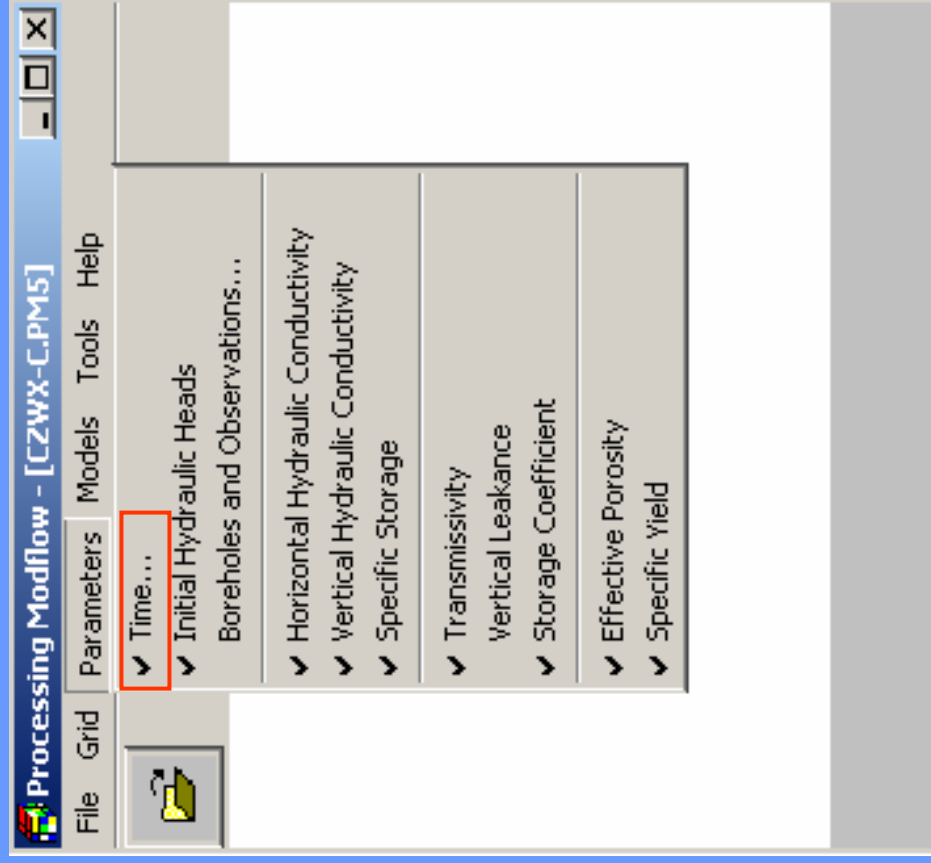 Processing Modflow - [CZWX-C.PM5]
File Grid Parameters Models Tools Help
Time...
Initial Hydraulic Heads
Boreholes and Observations...
Horizontal Hydraulic Conductivity
Vertical Hydraulic Conductivity
Specific Storage
Transmissivity
Vertical Leakance
Storage Coefficient
Effective Porosity
Specific Yield